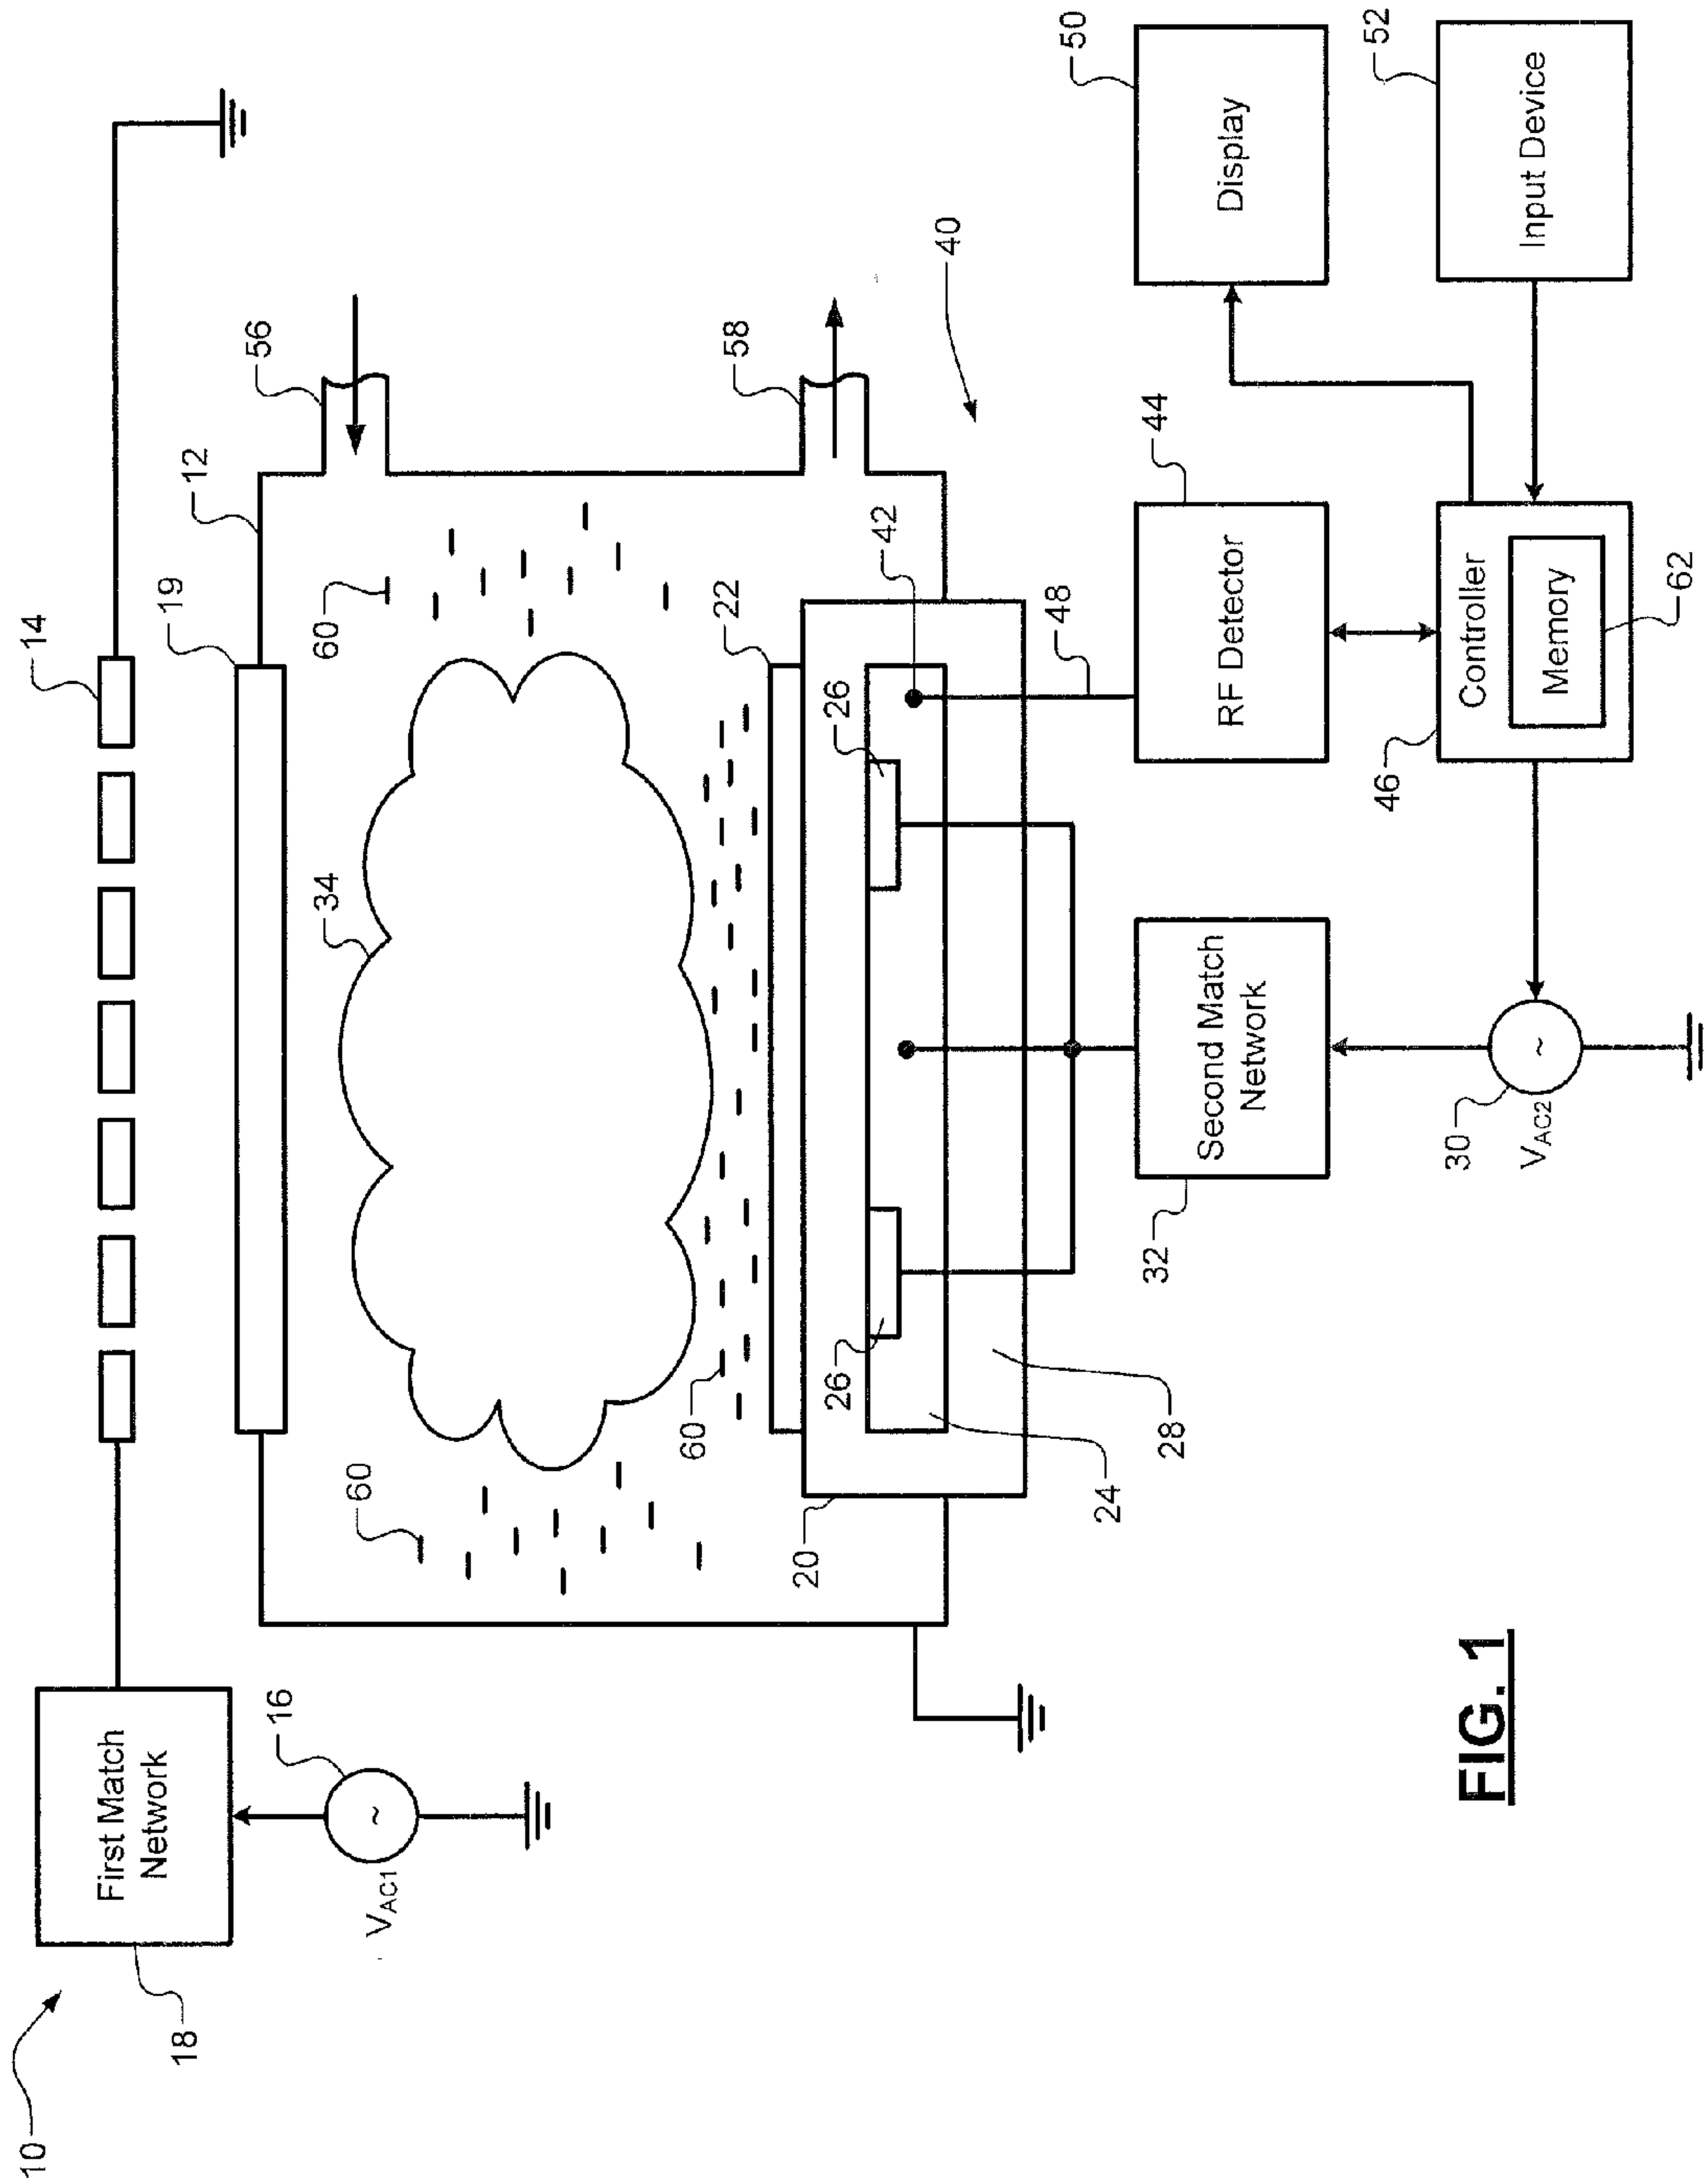 10
First Match
Network
18
16
VAC1
14
19
12
56
34
60
60
60
58
22
20
26
26
42
40
24
28
48
Second Match
Network
32
RF Detector
44
Display
50
30
VAC2
46
Controller
Memory
62
Input Device
52
FIG. 1